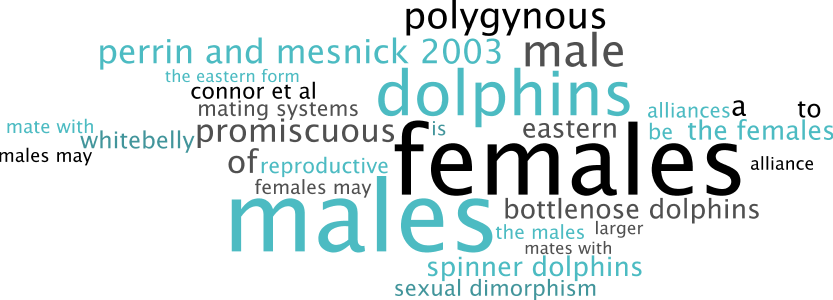 polygynous
perrin and mesnick 2003
male
the eastern form
dolphins
connor et al
mating systems
alliances
a
to
mate with
whitebelly
promiscuous
is
eastern
be
the females
males may
of
reproductive
females
alliance
females may
males
bottlenose dolphins
the males
larger
mates with
spinner dolphins
sexual dimorphism